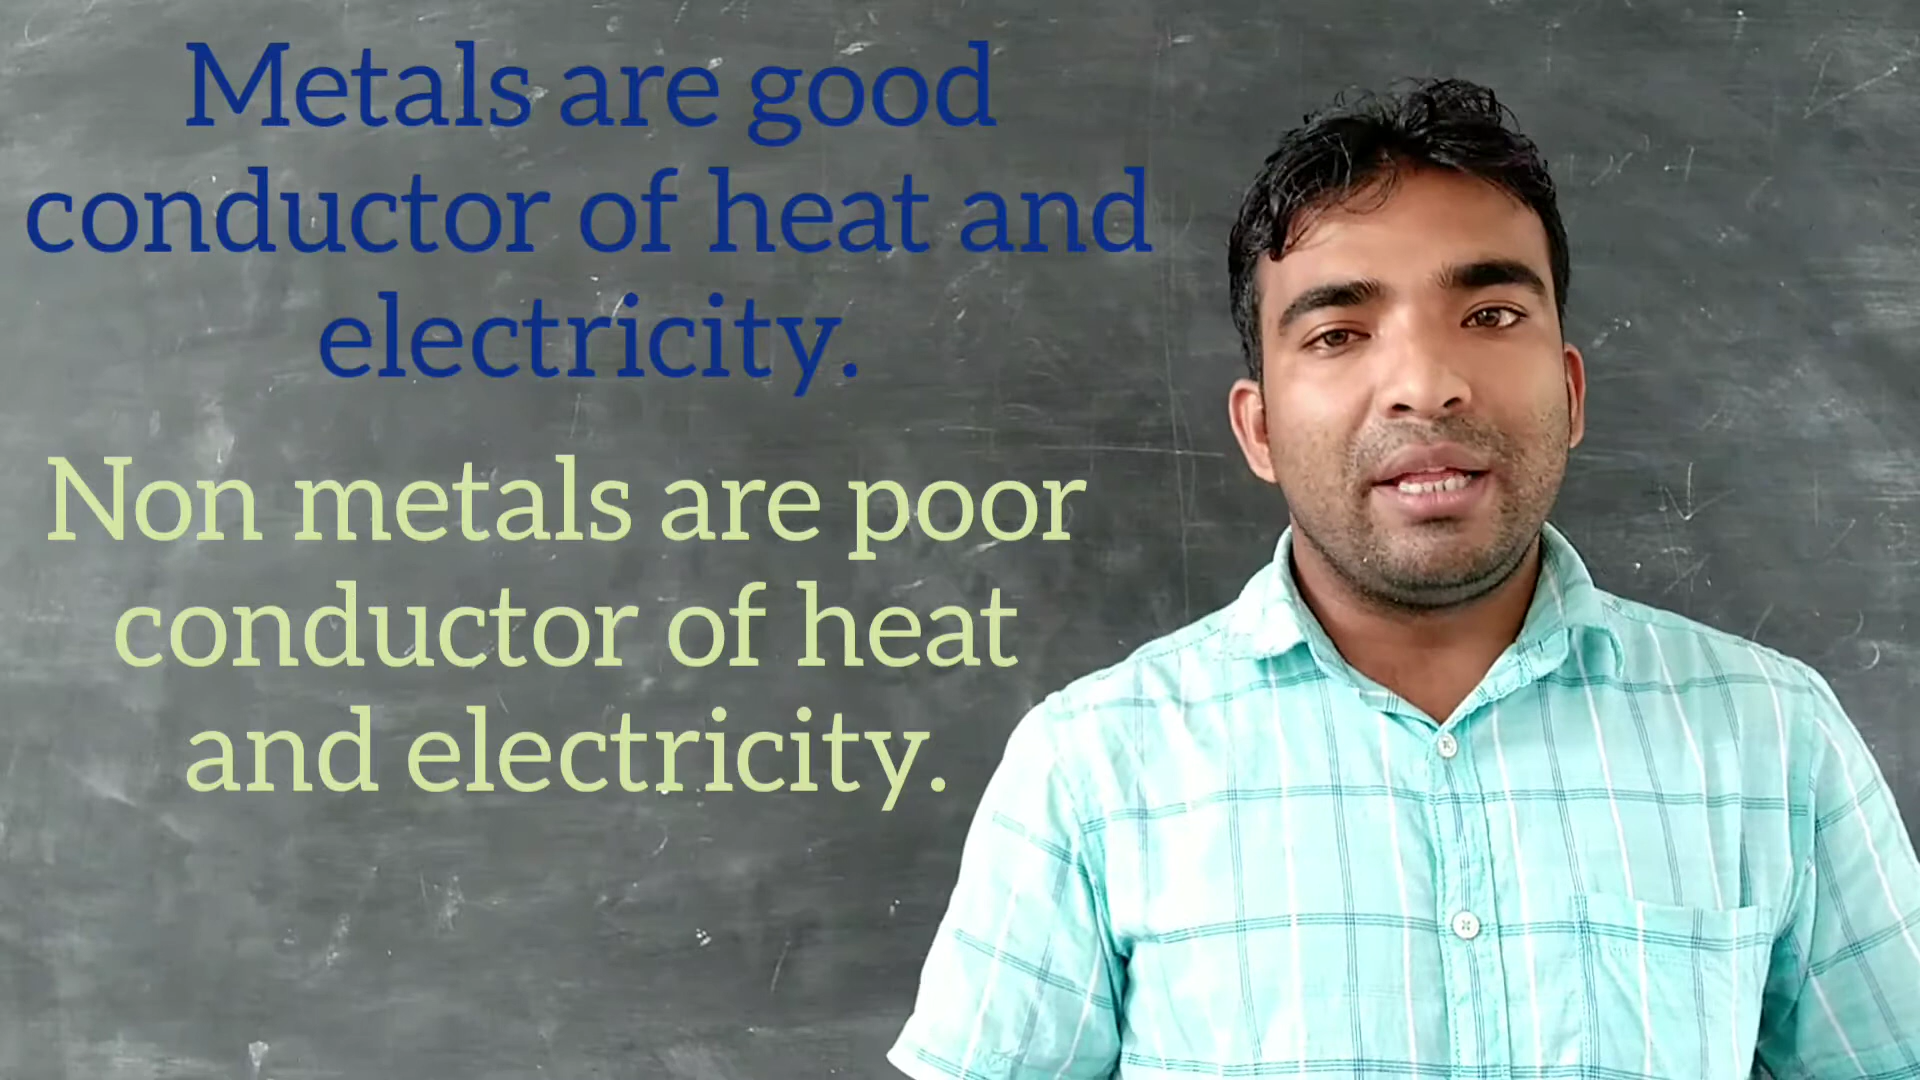 Metals are good
conductor of heat and
electricity.
Non metals are poor
conductor of heat
and electricity.